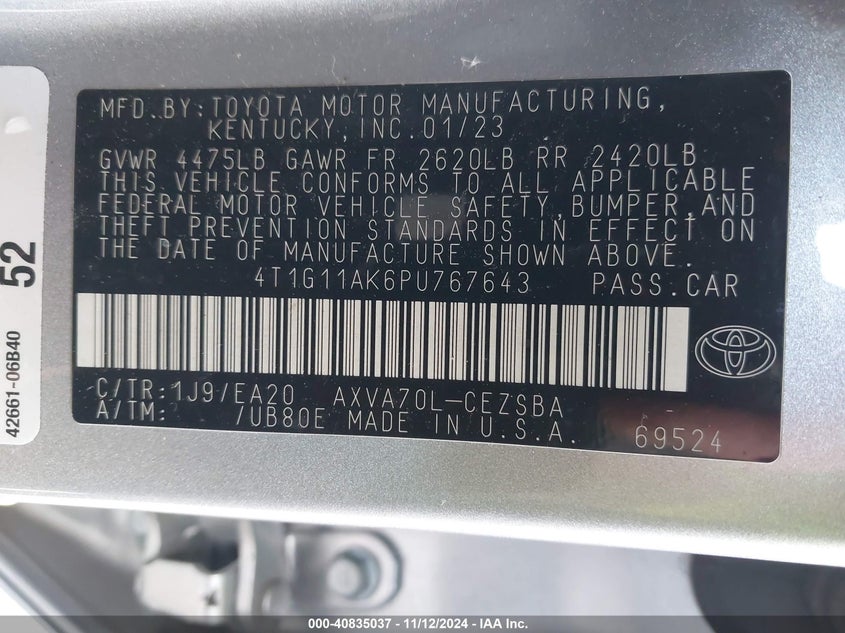 MFD.BY:TOYOTA MOTOR MANUFACTURING,
KENTUCKY,INC.01/23
GVWR 4475LB GAWR FR 2620LB RR 2420LB
THIS VEHICLE CONFORMS TO ALL APPLICABLE
FEDERAL MOTOR VEHICLE SAFETY,BUMPER,AND
THEFT PREVENTION STANDARDS IN EFFECT ON
THE DATE OF MANUFACTURE SHOWN ABOVE.
4T1G11AK6PU767643 PASS.CAR
C/TR:1J9/EA20 AXVA70L-CEZSBA
A/TM: /UB80E MADE IN U.S.A. 69524
52
42661-06B40
000-40835037 - 11/12/2024 - IAA Inc.